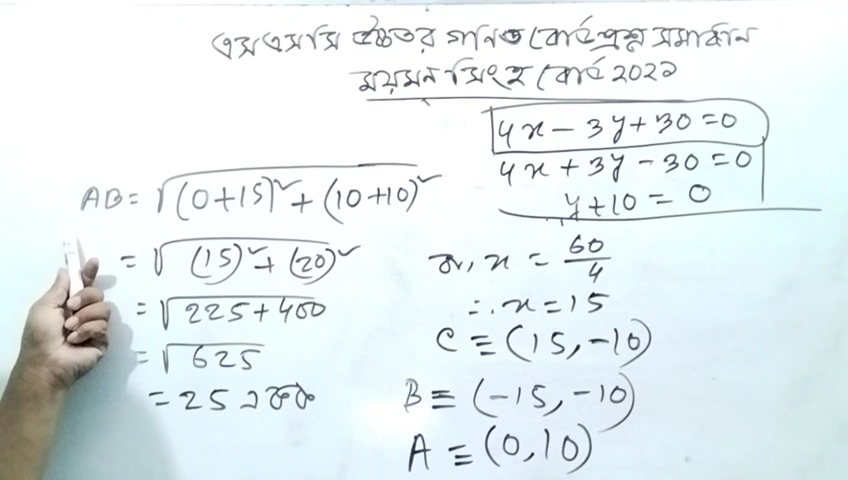 এসএসসি উচ্চতর গণিত বোর্ড প্রশ্ন সমাধান
ময়মনসিংহ বোর্ড ২০২১
4x - 3y + 30 = 0
4x + 3y - 30 = 0
y + 10 = 0
AB = √(0+15)² + (10+10)²
= √(15)² + (20)²
= √225 + 400
= √625
= 25 একক
বা, x = 60/4
∴ x = 15
C ≡ (15, -10)
B ≡ (-15, -10)
A ≡ (0, 10)